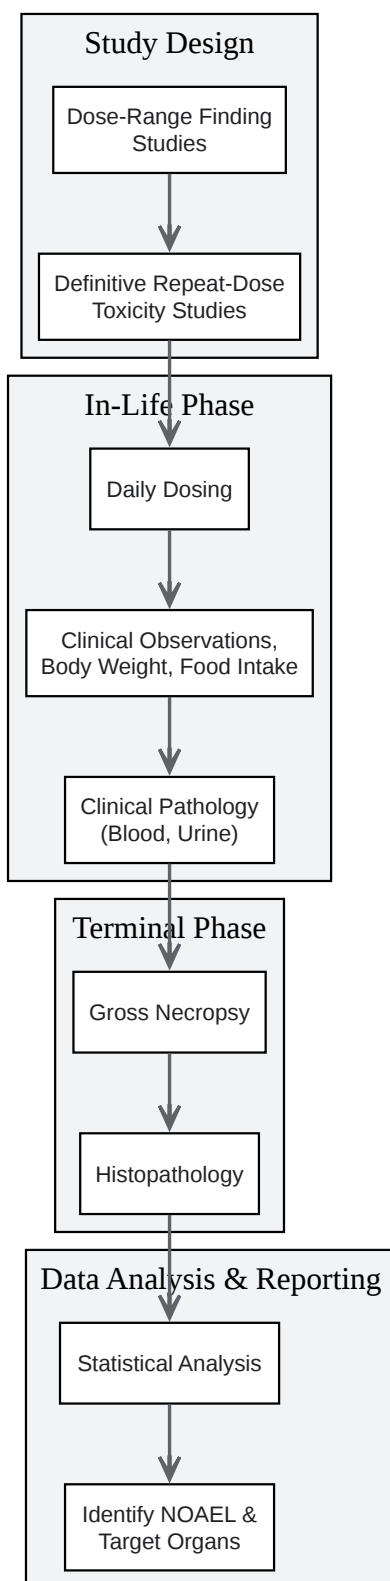 Study Design
Dose-Range Finding
Studies
Definitive Repeat-Dose
Toxicity Studies
In-Life Phase
Daily Dosing
Clinical Observations,
Body Weight, Food Intake
Clinical Pathology
(Blood, Urine)
Terminal Phase
Gross Necropsy
Histopathology
Data Analysis & Reporting
Statistical Analysis
Identify NOAEL &
Target Organs